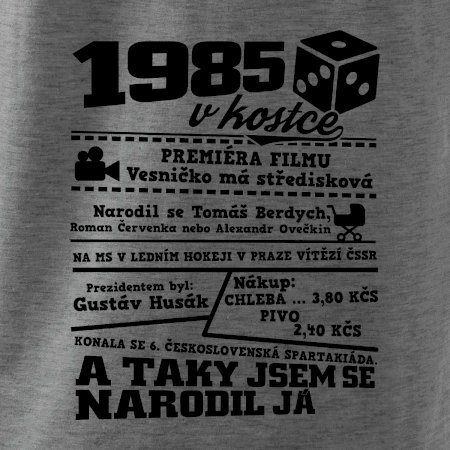 1985
v kostce
PREMIÉRA FILMU
Vesničko má středisková
Narodil se Tomáš Berdych,
Roman Červenka nebo Alexandr Ovečkin
NA MS V LEDNÍM HOKEJI V PRAZE VÍTĚZÍ ČSSR
Prezidentem byl:
Gustáv Husák
Nákup:
CHLEBA ... 3,80 KČS
PIVO
2,40 KČS
KONALA SE 6. ČESKOSLOVENSKÁ SPARTAKIÁDA.
A TAKY JSEM SE
NARODIL JÁ